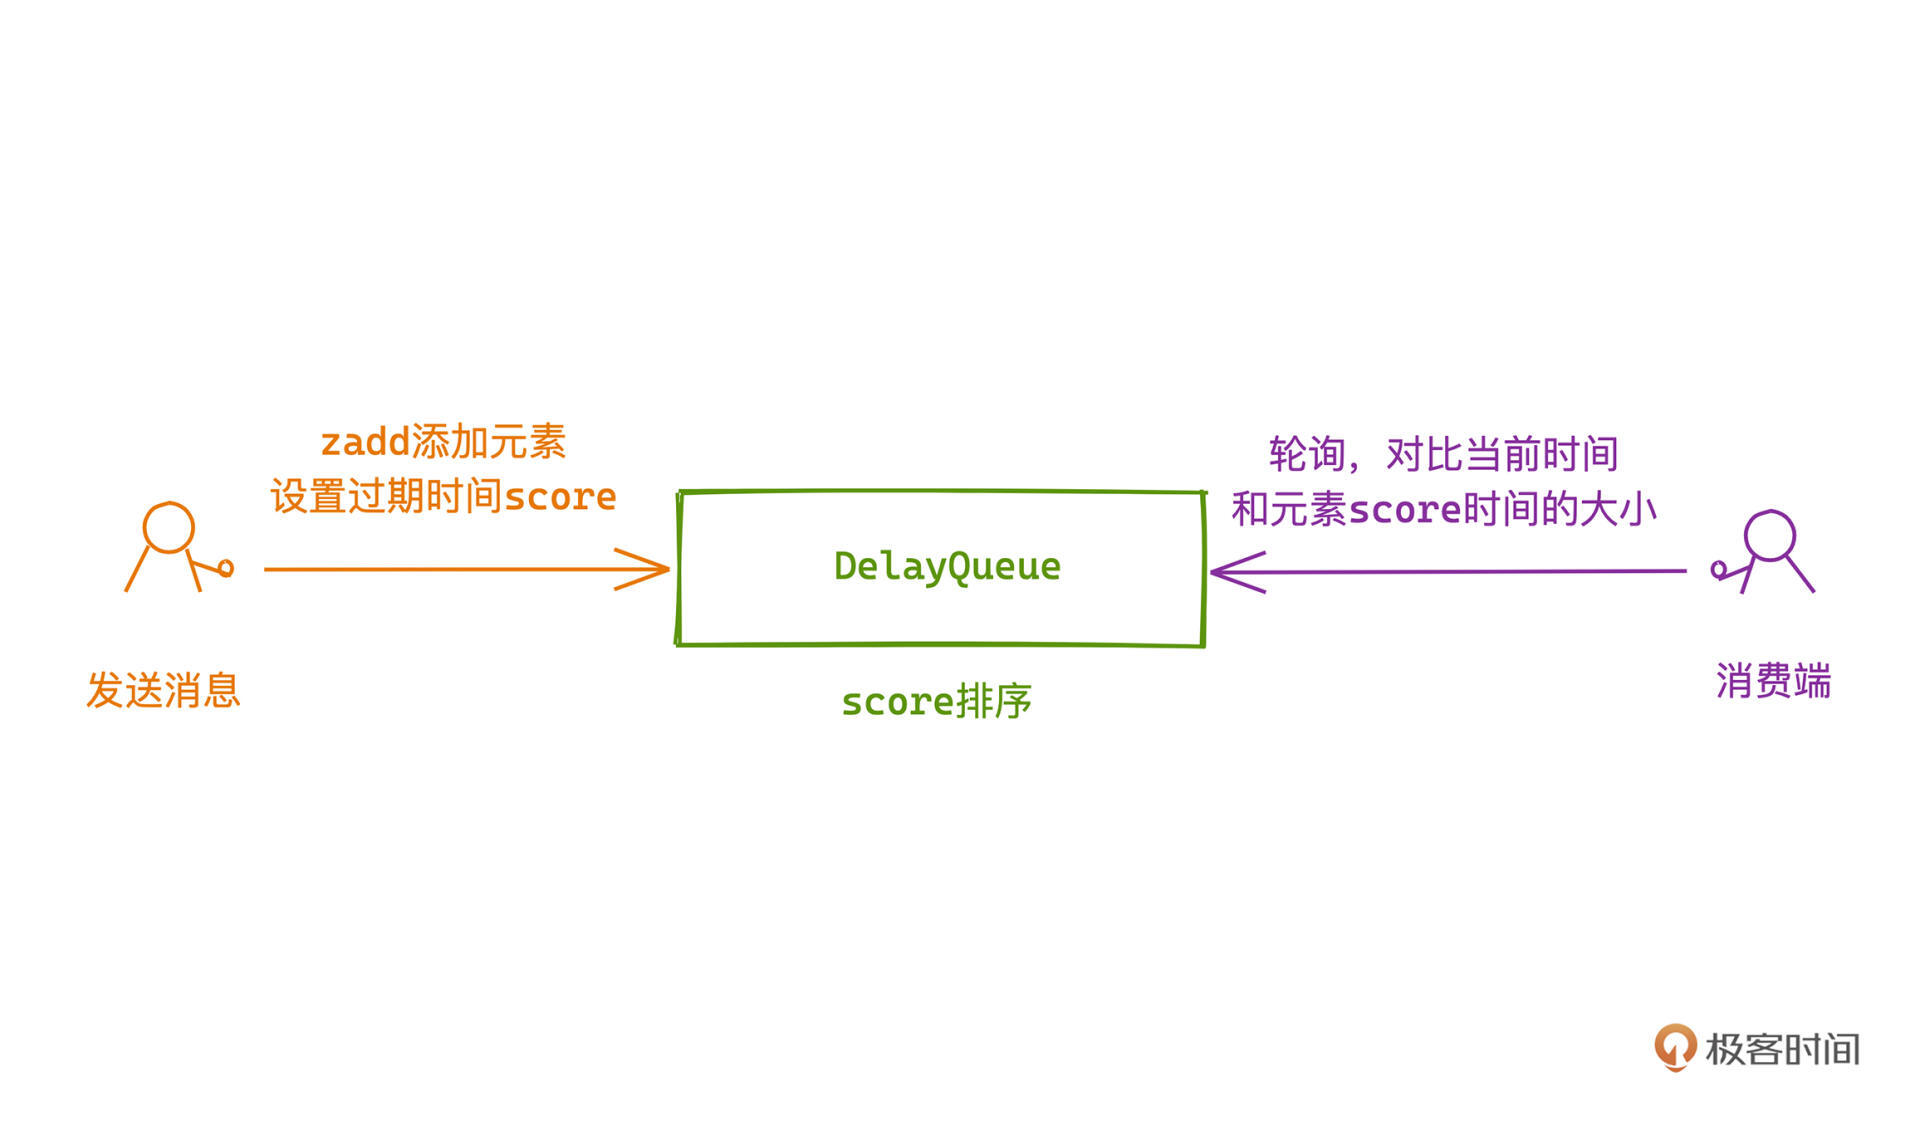 zadd添加元素
设置过期时间score
发送消息
DelayQueue
score排序
轮询，对比当前时间
和元素score时间的大小
消费端
极客时间